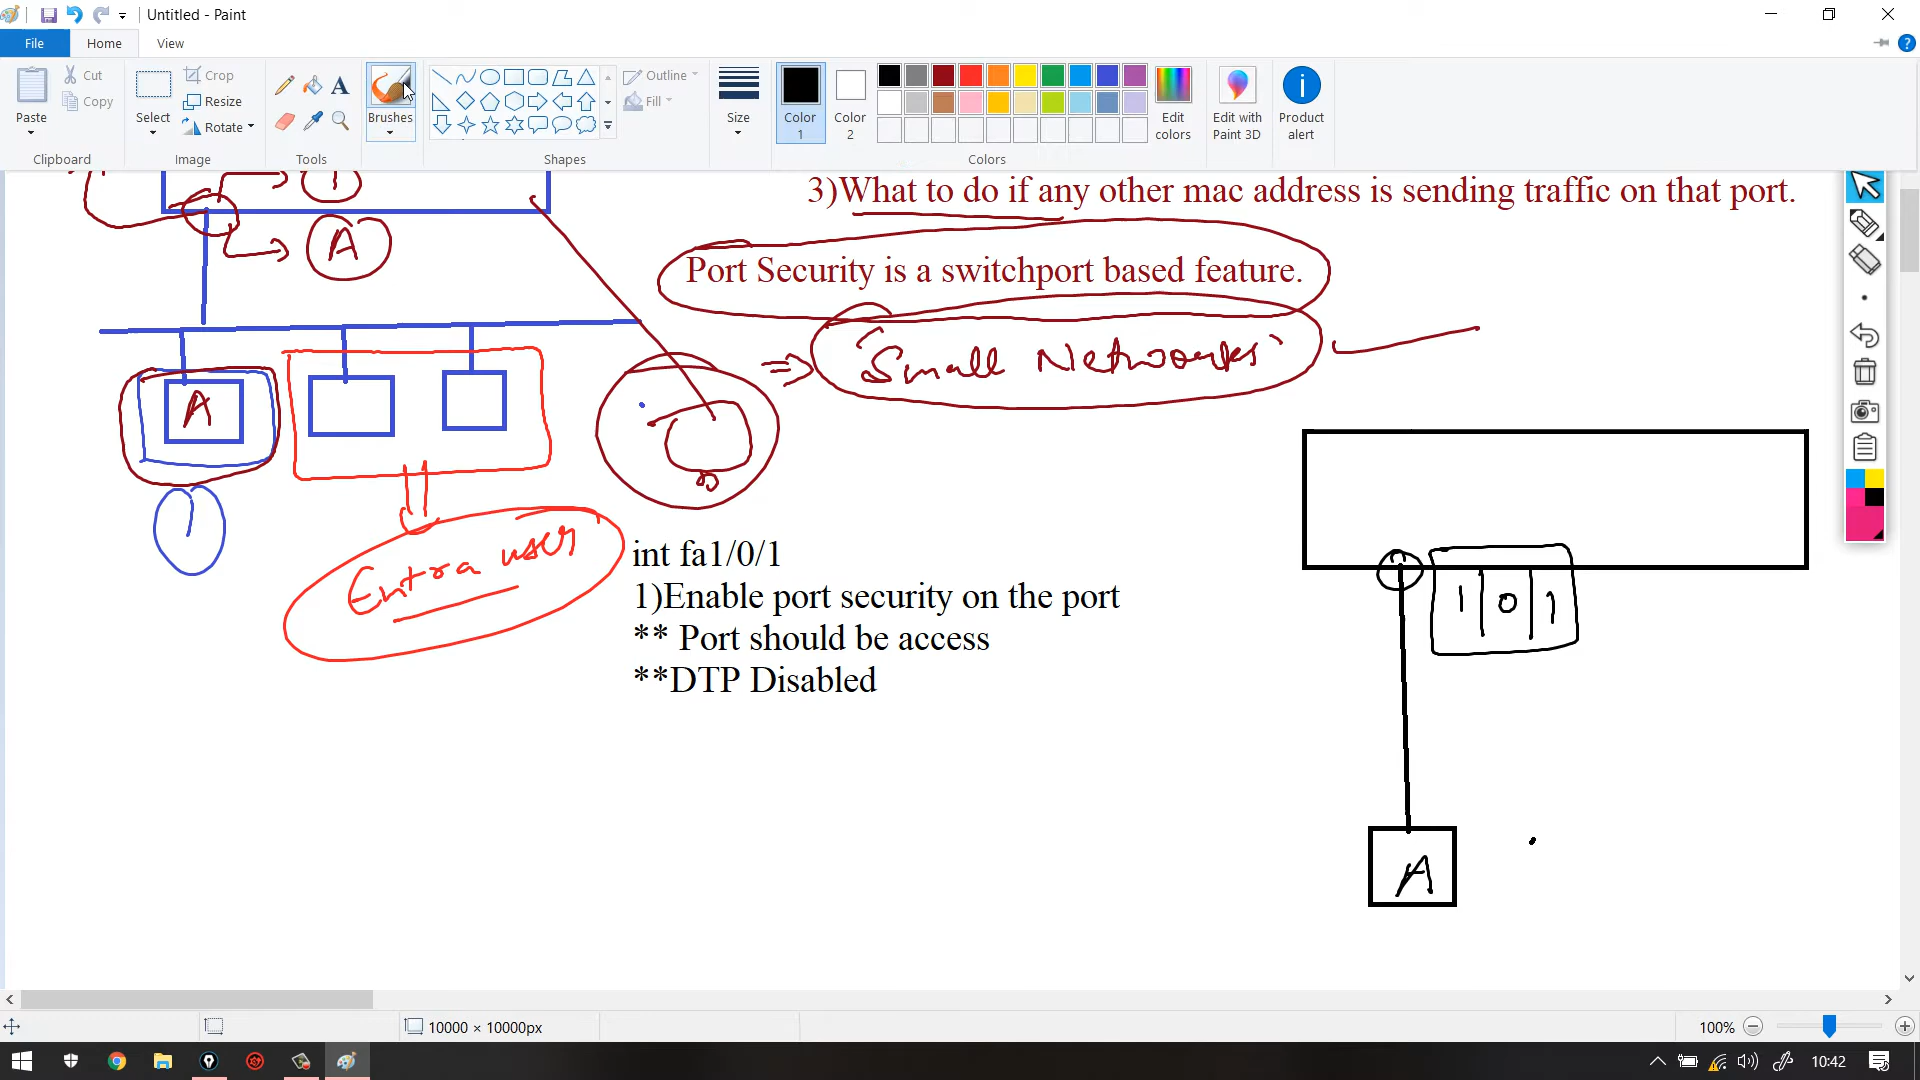 Untitled - Paint
File
Home
View
Paste
Cut
Copy
Clipboard
Select
Crop
Resize
Rotate
Image
Tools
Brushes
Shapes
Outline
Fill
Size
Color 1
Color 2
Edit colors
Colors
Edit with Paint 3D
Product alert
3)What to do if any other mac address is sending traffic on that port.
1
A
Port Security is a switchport based feature.
"Small Networks"
A
1
B
Extra user
int fa1/0/1
1)Enable port security on the port
** Port should be access
**DTP Disabled
1 0 1
A
10000 × 10000px
100%
10:42